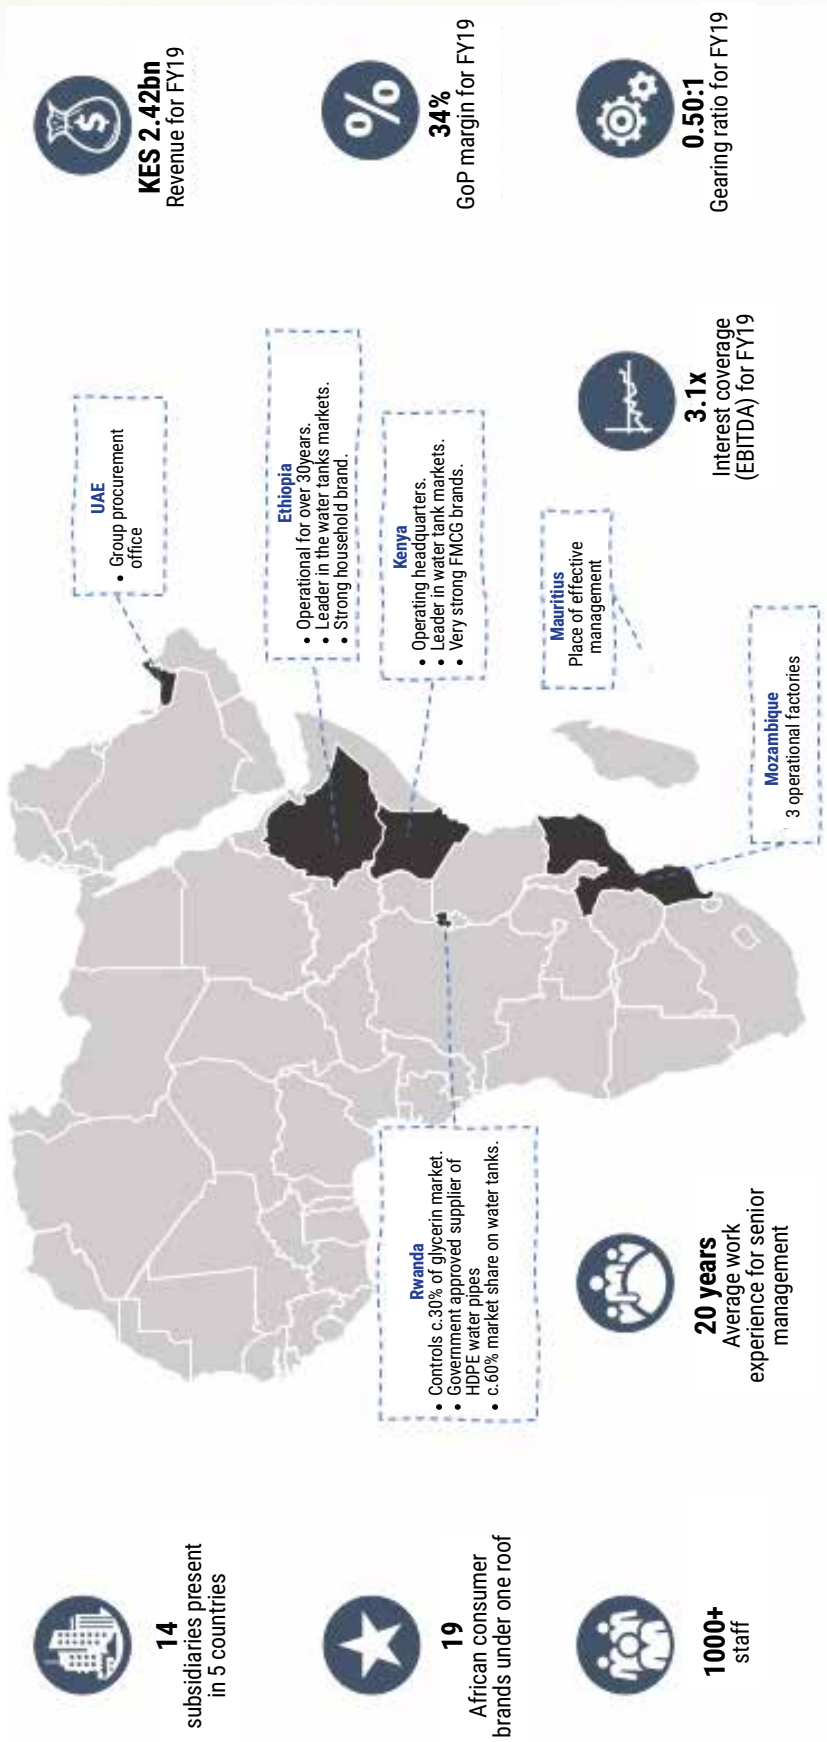 14
subsidiaries present
in 5 countries
19
African consumer
brands under one roof
1000+
staff
Rwanda
• Controls c.30% of glycerin market.
• Government approved supplier of
HDPE water pipes
• c.60% market share on water tanks.
20 years
Average work
experience for senior
management
UAE
• Group procurement
office
Ethiopia
• Operational for over 30years.
• Leader in the water tanks markets.
• Strong household brand.
Kenya
• Operating headquarters.
• Leader in water tank markets.
• Very strong FMCG brands.
Mauritius
Place of effective
management
Mozambique
3 operational factories
KES 2.42bn
Revenue for FY19
%
34%
GoP margin for FY19
3.1x
Interest coverage
(EBITDA) for FY19
0.50:1
Gearing ratio for FY19